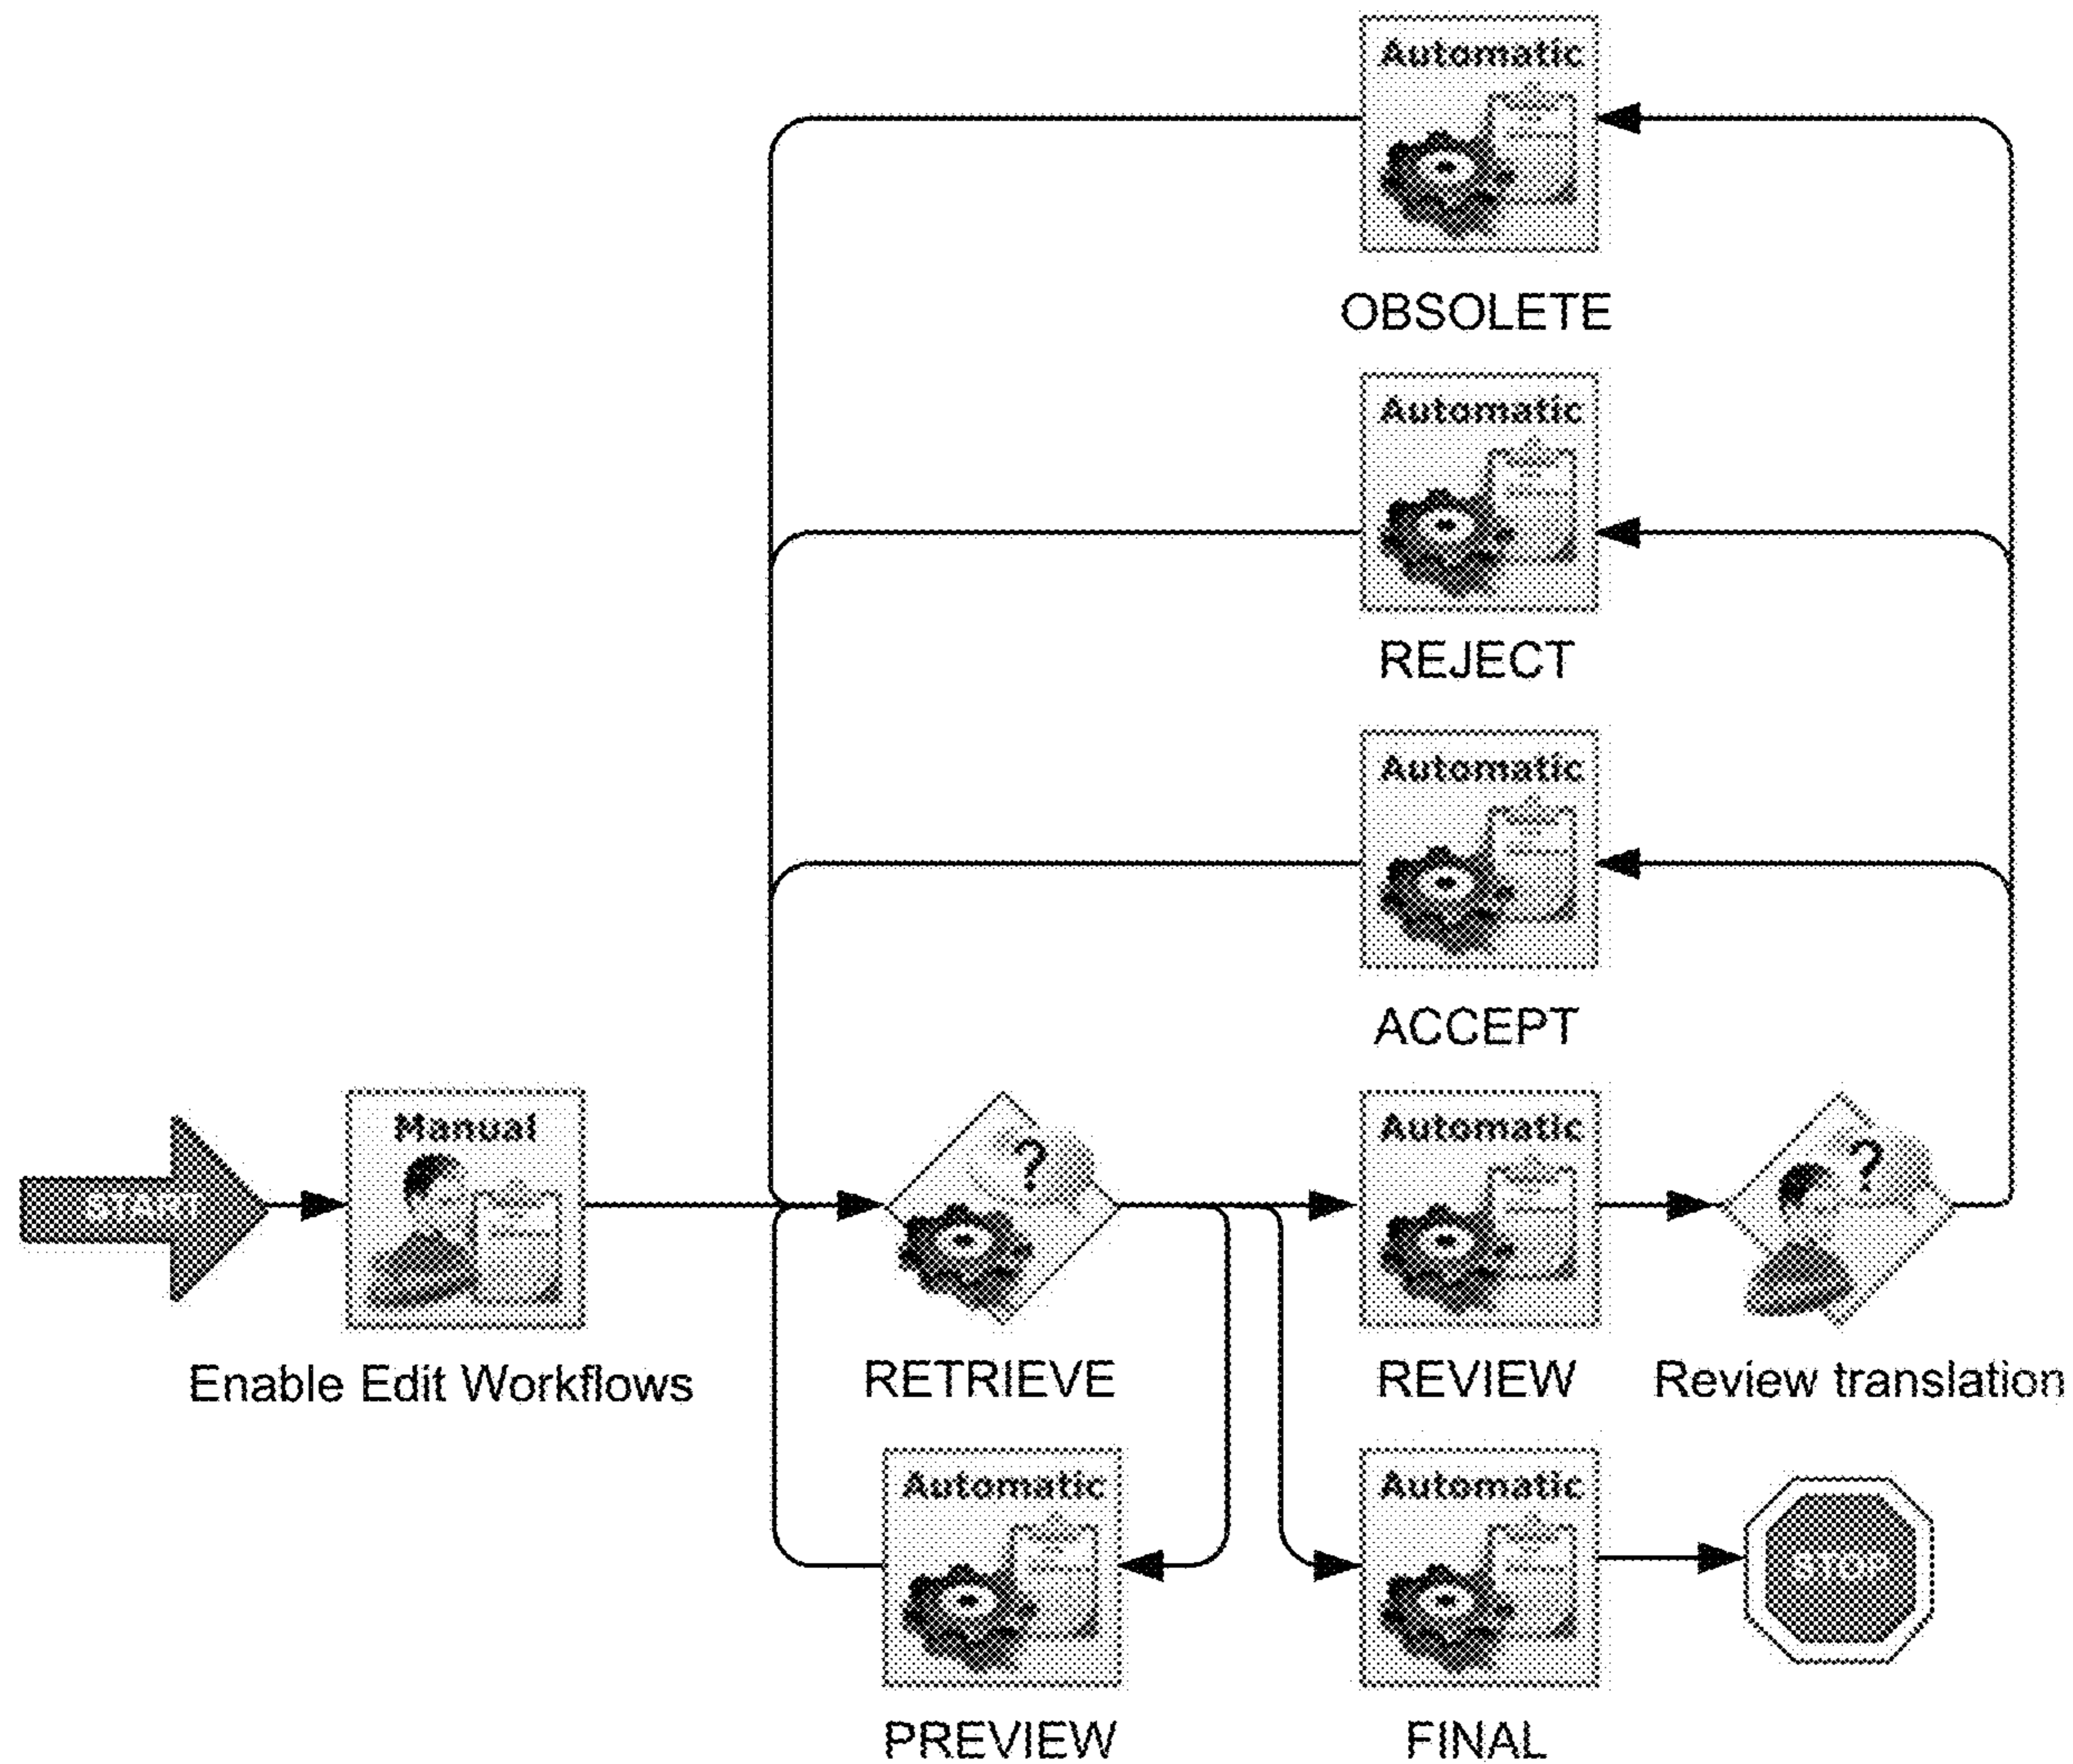 Automatic
OBSOLETE
Automatic
REJECT
Automatic
ACCEPT
START
Manual
?
Automatic
?
Enable Edit Workflows
RETRIEVE
REVIEW
Review translation
Automatic
Automatic
STOP
PREVIEW
FINAL